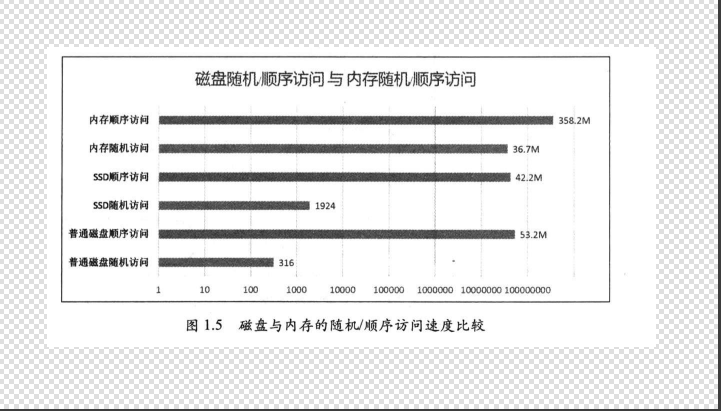 磁盘随机/顺序访问 与 内存随机/顺序访问
内存顺序访问 358.2M
内存随机访问 36.7M
SSD顺序访问 42.2M
SSD随机访问 1924
普通磁盘顺序访问 53.2M
普通磁盘随机访问 316
1 10 100 1000 10000 100000 1000000 10000000 100000000
图 1.5 磁盘与内存的随机/顺序访问速度比较